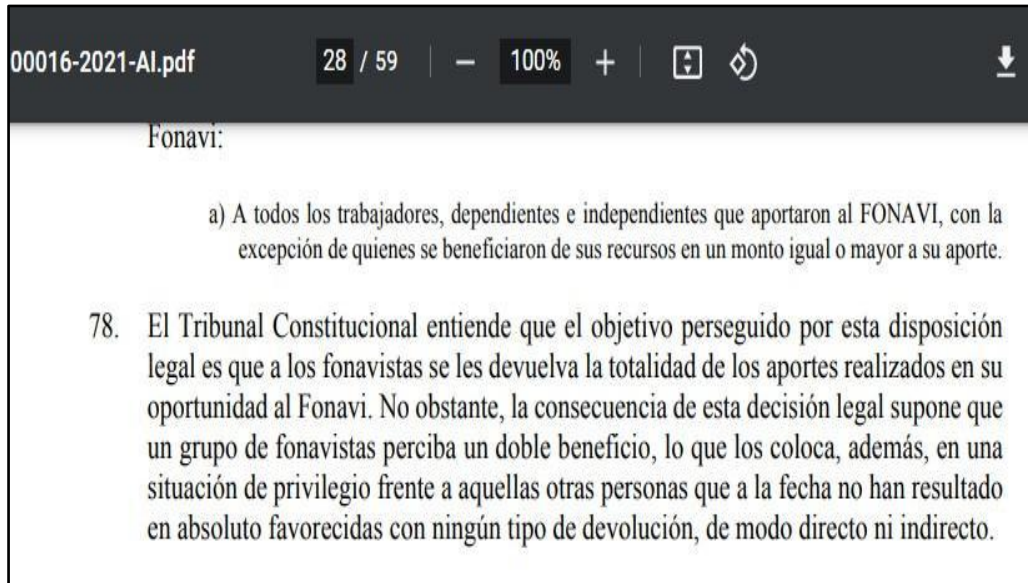 00016-2021-AI.pdf 28 / 59 | − 100% + |
Fonavi:
a) A todos los trabajadores, dependientes e independientes que aportaron al FONAVI, con la
excepción de quienes se beneficiaron de sus recursos en un monto igual o mayor a su aporte.
78. El Tribunal Constitucional entiende que el objetivo perseguido por esta disposición
legal es que a los fonavistas se les devuelva la totalidad de los aportes realizados en su
oportunidad al Fonavi. No obstante, la consecuencia de esta decisión legal supone que
un grupo de fonavistas perciba un doble beneficio, lo que los coloca, además, en una
situación de privilegio frente a aquellas otras personas que a la fecha no han resultado
en absoluto favorecidas con ningún tipo de devolución, de modo directo ni indirecto.